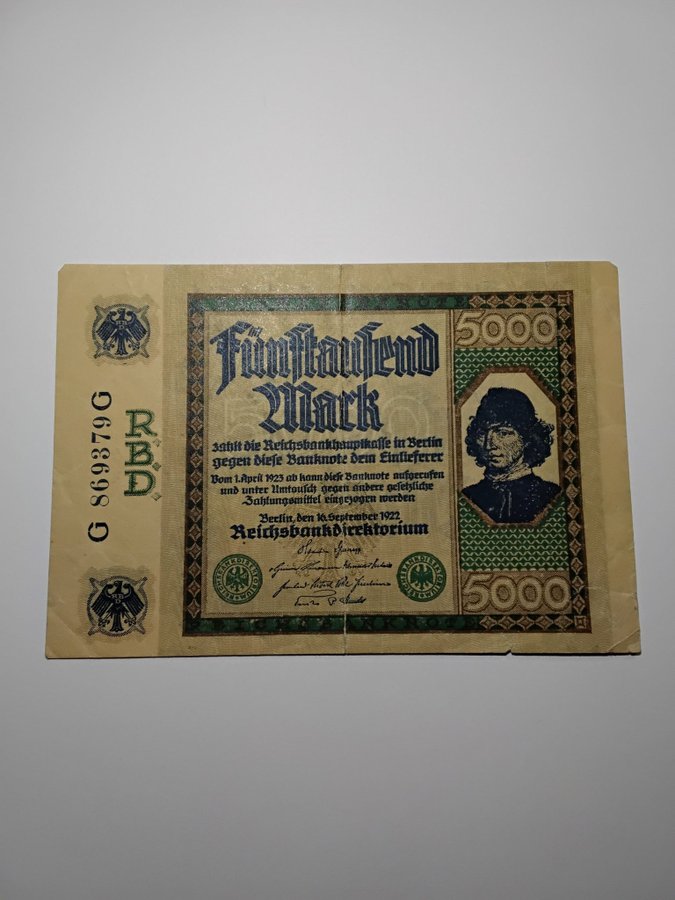 G 869379 G
R.
B.
D.
5000
Fünftausend
Mark
zahlt die Reichsbankhauptkasse in Berlin
gegen diese Banknote dem Einlieferer
Vom 1. April 1923 ab kann diese Banknote aufgerufen
und unter Umtausch gegen andere gesetzliche
Zahlungsmittel eingezogen werden
Berlin, den 16. September 1922
Reichsbankdirektorium
5000